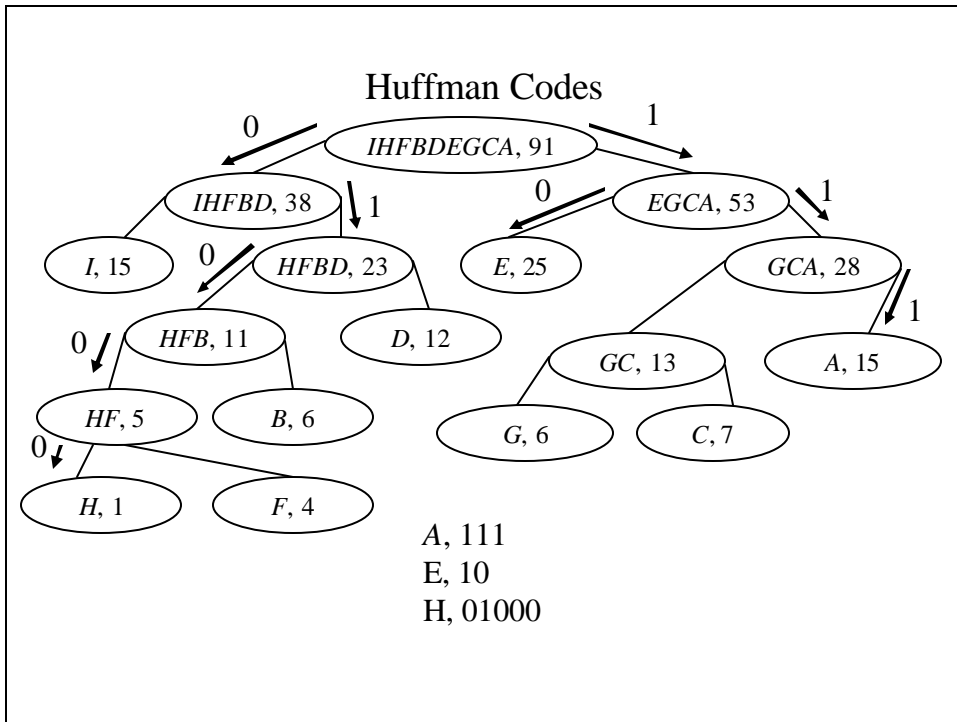 Huffman Codes
0
1
IHFBDEGCA, 91
0
1
IHFBD, 38
1
EGCA, 53
0
I, 15
HFBD, 23
E, 25
GCA, 28
0
HFB, 11
D, 12
1
GC, 13
A, 15
HF, 5
B, 6
G, 6
C, 7
0
H, 1
F, 4
A, 111
E, 10
H, 01000